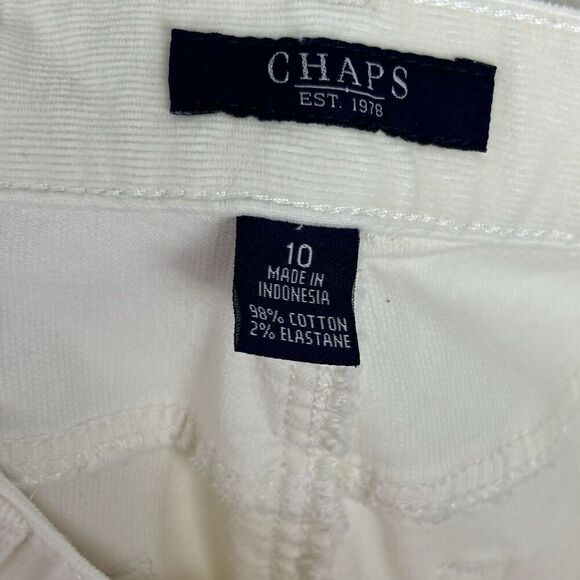 CHAPS
EST. 1978
10
MADE IN
INDONESIA
98% COTTON
2% ELASTANE